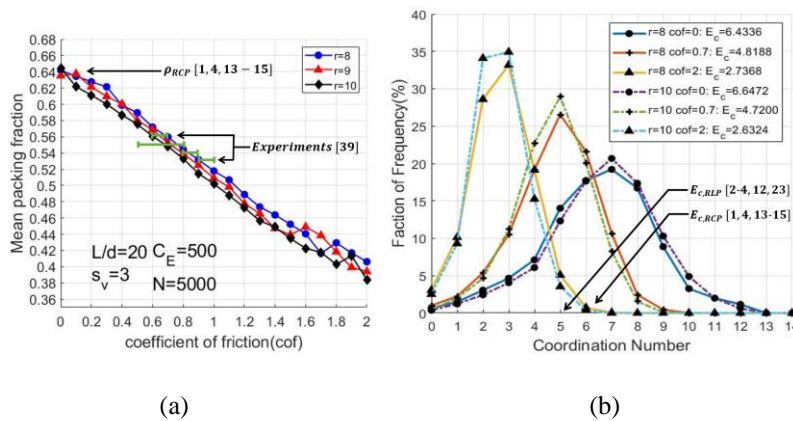 (a)
Mean packing fraction
0.68
0.66
0.64
0.62
0.6
0.58
0.56
0.54
0.52
0.5
0.48
0.46
0.44
0.42
0.4
0.38
0.36
ρRCP [1, 4, 13 − 15]
r=8
r=9
r=10
Experiments [39]
L/d=20 C_E=500
s_v=3 N=5000
0 0.2 0.4 0.6 0.8 1 1.2 1.4 1.6 1.8 2
coefficient of friction(cof)
(b)
Faction of Frequency(%)
40
35
30
25
20
15
10
5
0
r=8 cof=0: E_c=6.4336
r=8 cof=0.7: E_c=4.8188
r=8 cof=2: E_c=2.7368
r=10 cof=0: E_c=6.6472
r=10 cof=0.7: E_c=4.7200
r=10 cof=2: E_c=2.6324
E_c,RLP [2-4, 12, 23]
E_c,RCP [1, 4, 13-15]
0 1 2 3 4 5 6 7 8 9 10 11 12 13 14
Coordination Number